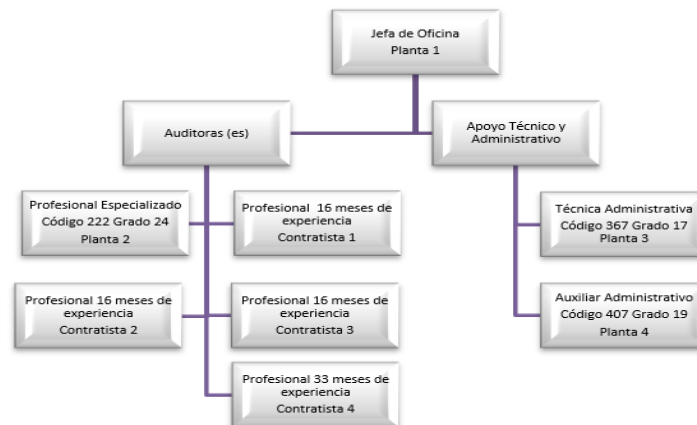 Jefa de Oficina
Planta 1
Auditoras (es)
Apoyo Técnico y
Administrativo
Profesional Especializado
Código 222 Grado 24
Planta 2
Profesional 16 meses de
experiencia
Contratista 1
Técnica Administrativa
Código 367 Grado 17
Planta 3
Profesional 16 meses de
experiencia
Contratista 2
Profesional 16 meses de
experiencia
Contratista 3
Auxiliar Administrativo
Código 407 Grado 19
Planta 4
Profesional 33 meses de
experiencia
Contratista 4